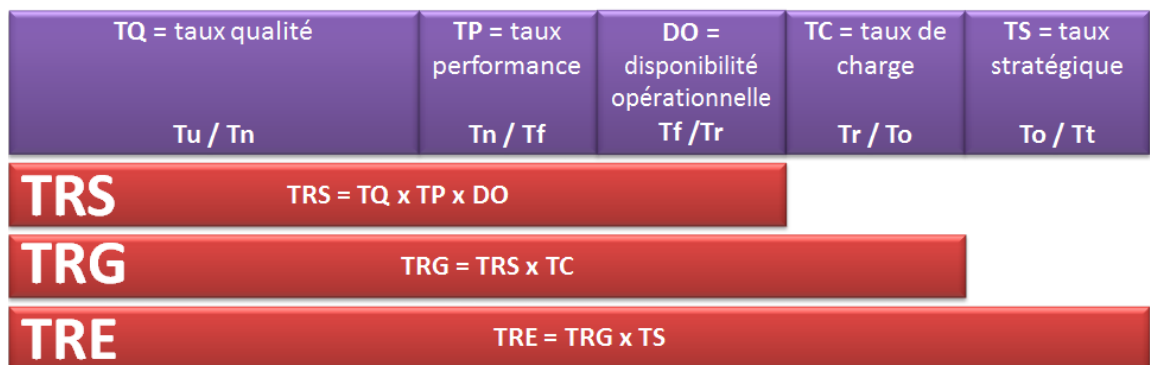 TQ = taux qualité
Tu / Tn
TP = taux
performance
Tn / Tf
DO =
disponibilité
opérationnelle
Tf /Tr
TC = taux de
charge
Tr / To
TS = taux
stratégique
To / Tt
TRS
TRS = TQ x TP x DO
TRG
TRG = TRS x TC
TRE
TRE = TRG x TS